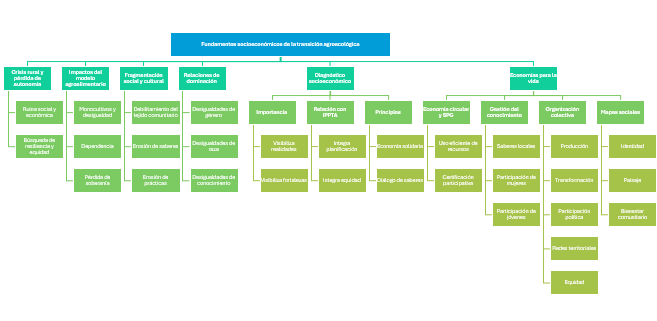 Fundamentos socioeconómicos de la transición agroecológica
Crisis rural y
pérdida de
autonomía
Impactos del
modelo
agroalimentario
Fragmentación
social y cultural
Relaciones de
dominación
Diagnóstico
socioeconómico
Economías para la
vida
Ruina social y
económica
Búsqueda de
resiliencia y
equidad
Monocultivos y
desigualdad
Dependencia
Pérdida de
soberanía
Debilitamiento del
tejido comunitario
Erosión de saberes
Erosión de
prácticas
Desigualdades de
género
Desigualdades de
Desigualdades de
conocimiento
Importancia
Visibiliza
realidades
Visibiliza fortalezas
Relación con
IPPTA
Integra
planificación
Integra equidad
Principios
Economía solidaria
Diálogo de saberes
Economía circular
y SPG
Uso eficiente de
recursos
Certificación
participativa
Gestión del
conocimiento
Saberes locales
Participación de
mujeres
Participación de
jóvenes
Organización
colectiva
Producción
Transformación
Participación
política
Redes territoriales
Equidad
Mapas sociales
Identidad
Paisaje
Bienestar
comunitario